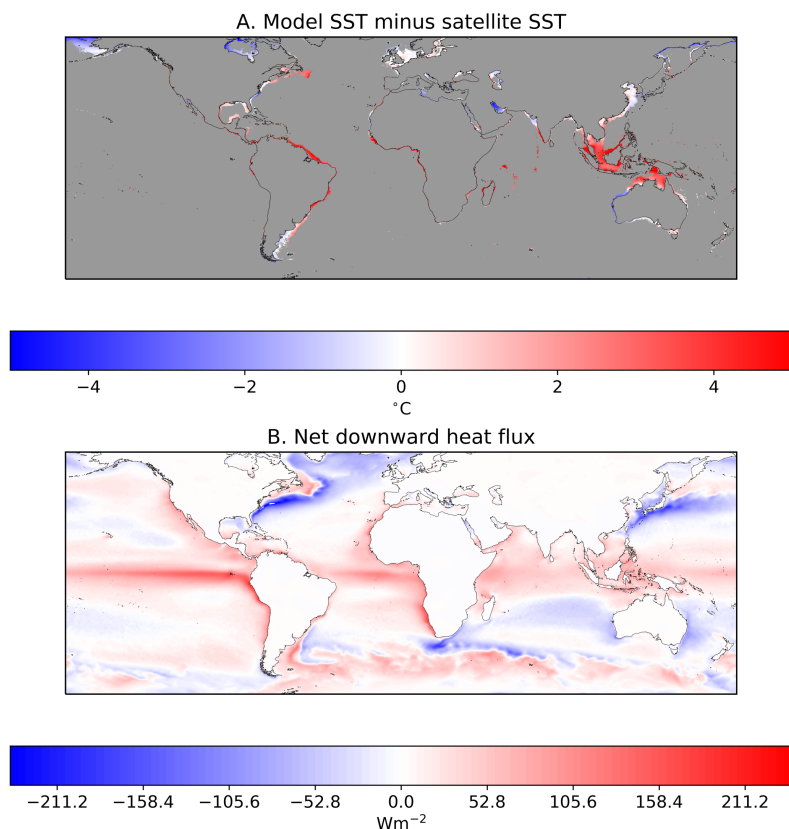 A. Model SST minus satellite SST
−4 −2 0 2 4
°C
B. Net downward heat flux
−211.2 −158.4 −105.6 −52.8 0.0 52.8 105.6 158.4 211.2
Wm⁻²